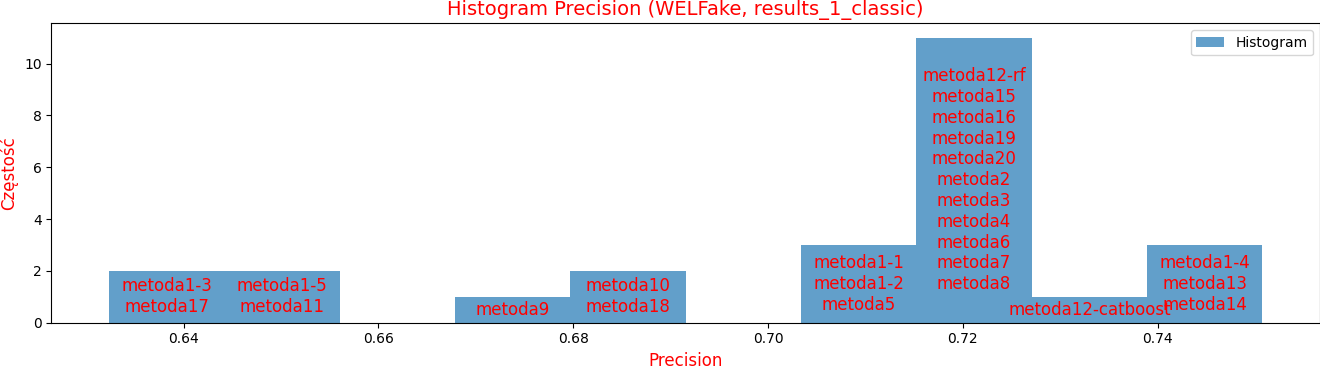 Histogram Precision (WELFake, results_1_classic)
Histogram
Częstość
10
8
6
4
2
0
metoda1-3
metoda17
metoda1-5
metoda11
metoda9
metoda10
metoda18
metoda1-1
metoda1-2
metoda5
metoda12-rf
metoda15
metoda16
metoda19
metoda20
metoda2
metoda3
metoda4
metoda6
metoda7
metoda8
metoda12-catboost
metoda1-4
metoda13
metoda14
0.64
0.66
0.68
0.70
0.72
0.74
Precision